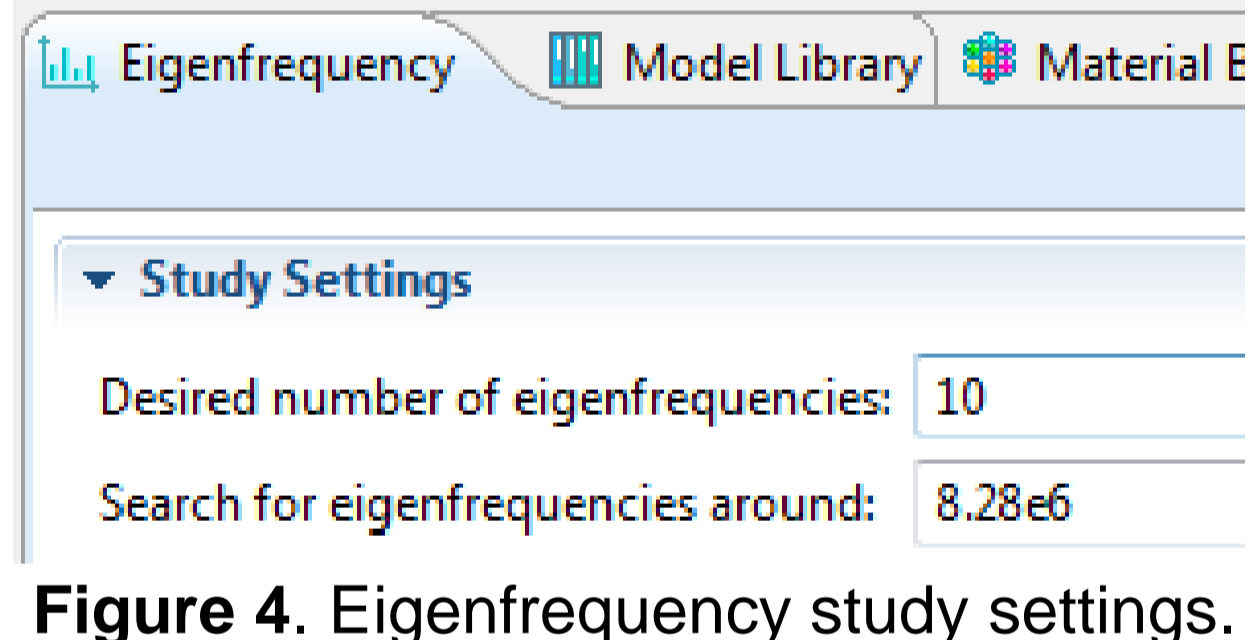 Eigenfrequency Model Library Material
Study Settings
Desired number of eigenfrequencies: 10
Search for eigenfrequencies around: 8.28e6
Figure 4. Eigenfrequency study settings.